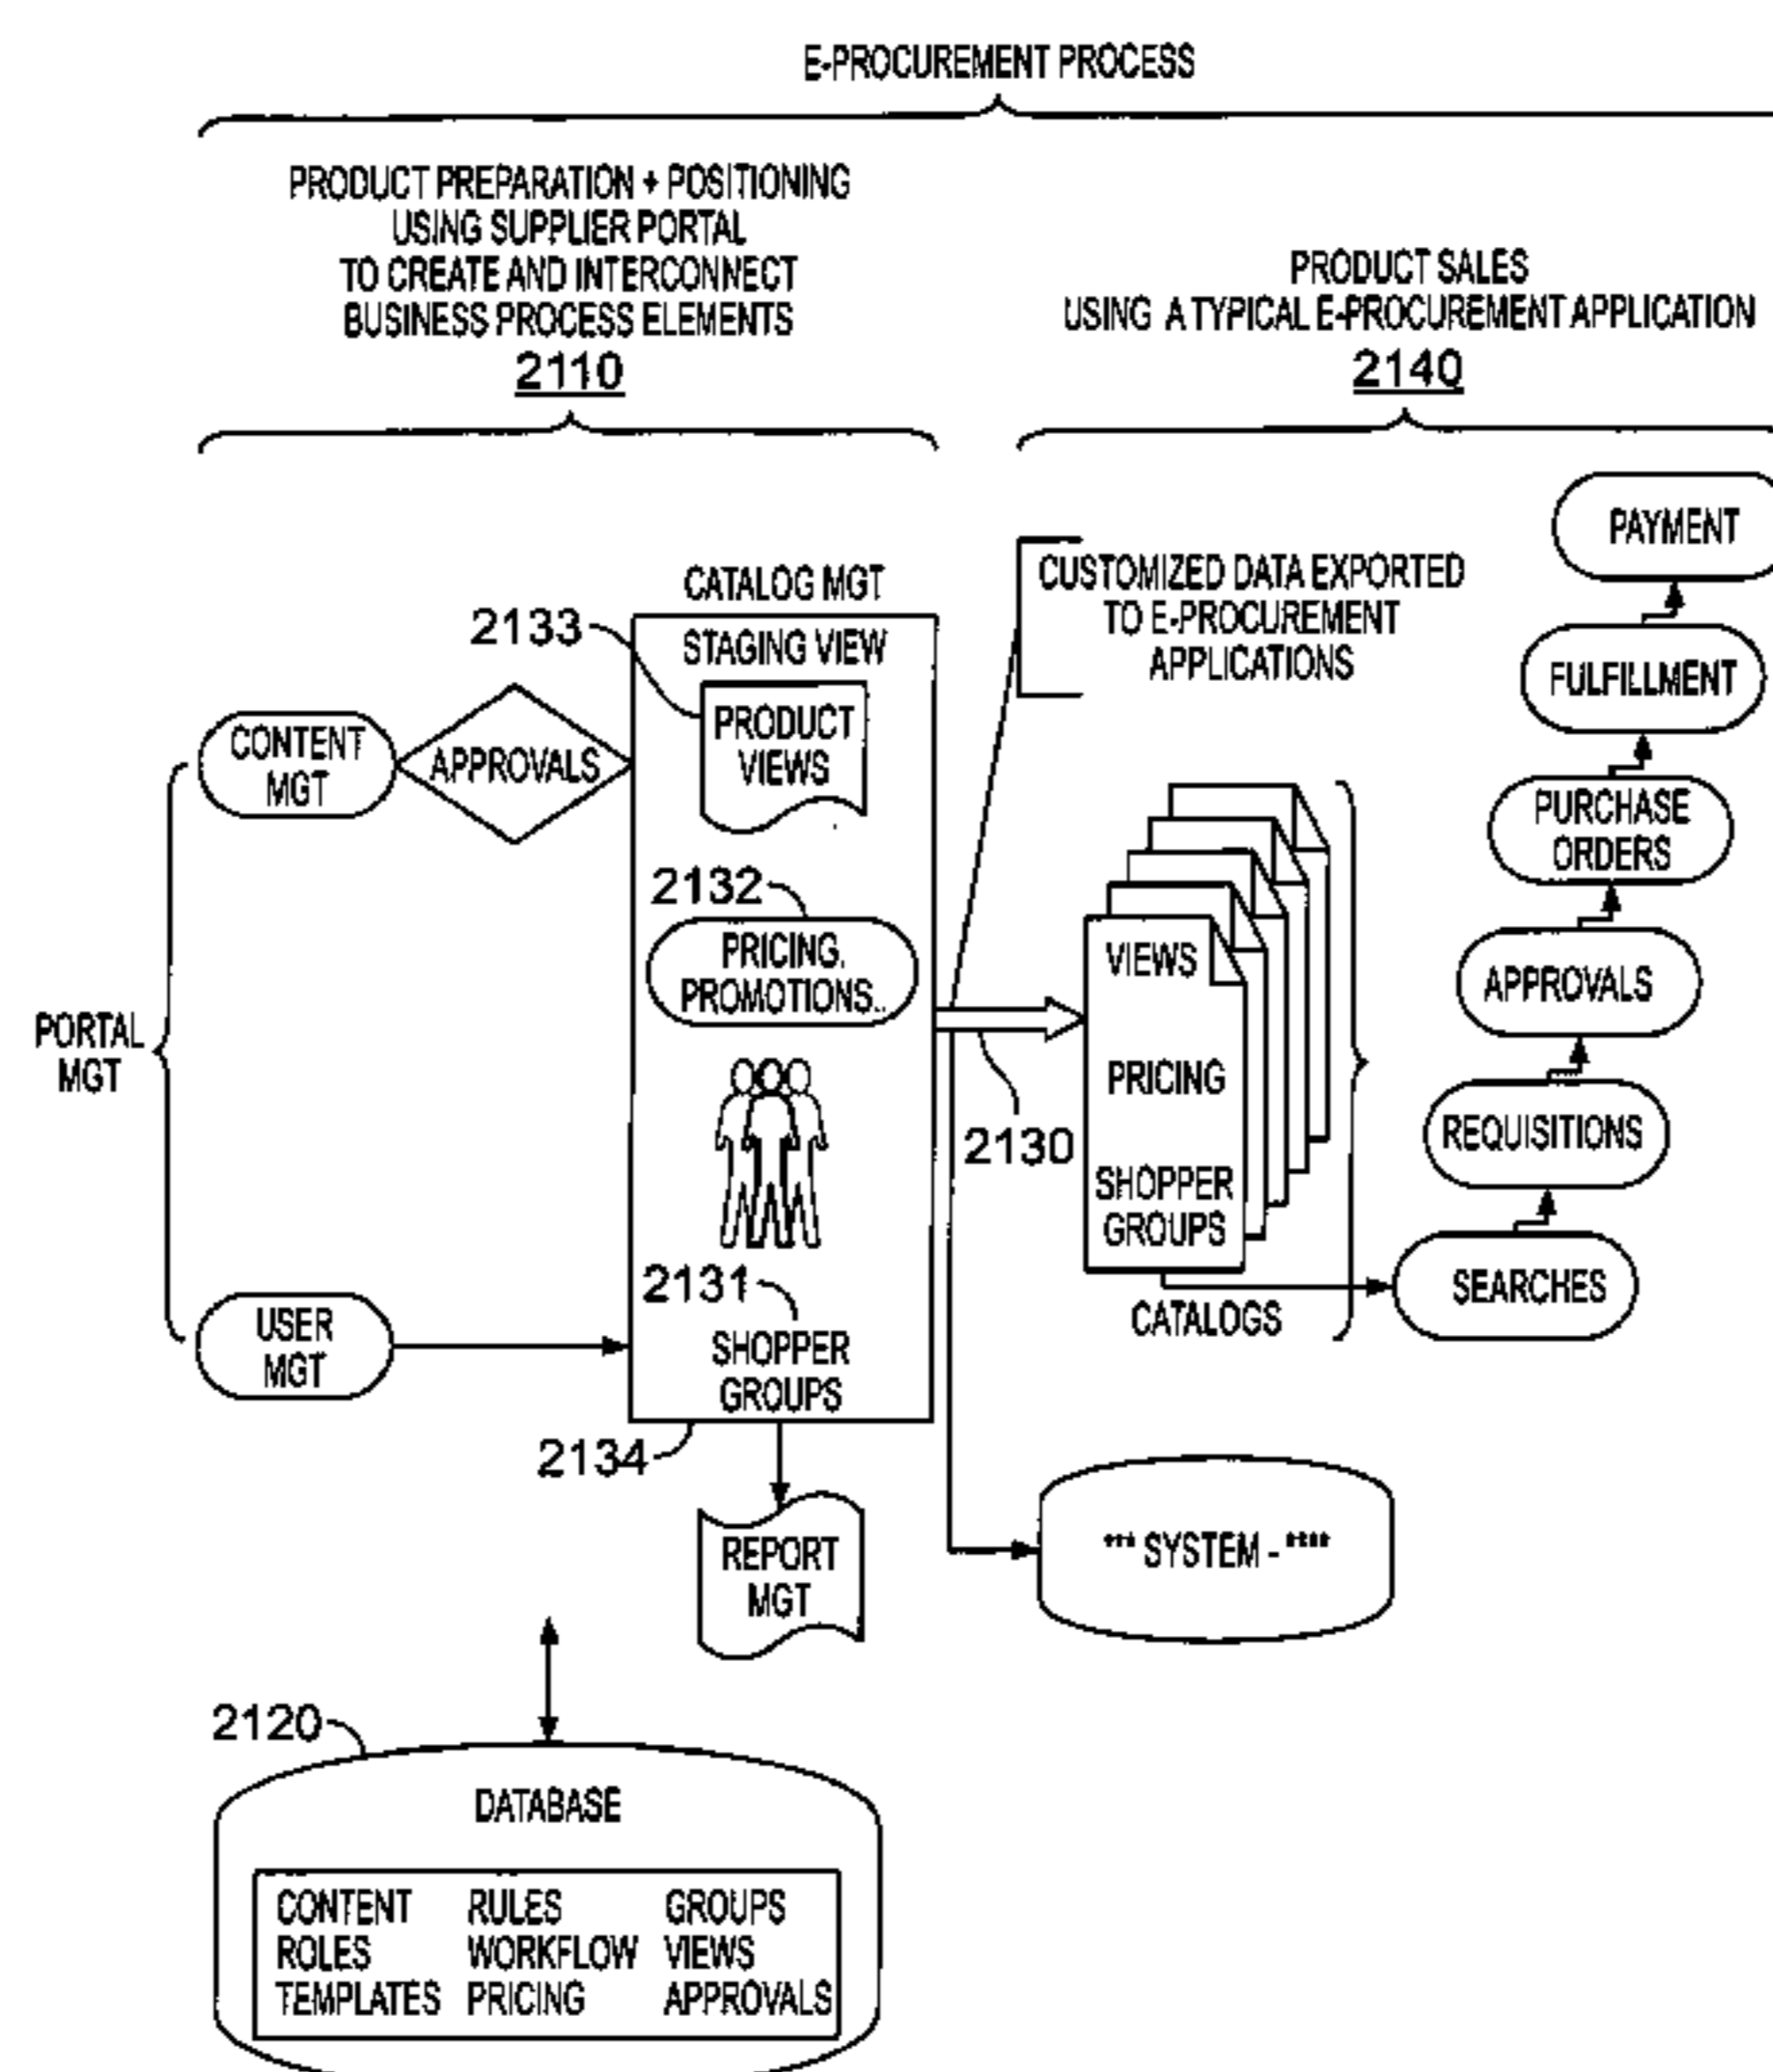 E-PROCUREMENT PROCESS
PRODUCT PREPARATION + POSITIONING
USING SUPPLIER PORTAL
TO CREATE AND INTERCONNECT
BUSINESS PROCESS ELEMENTS
2110
PRODUCT SALES
USING A TYPICAL E-PROCUREMENT APPLICATION
2140
PAYMENT
CUSTOMIZED DATA EXPORTED
TO E-PROCUREMENT
APPLICATIONS
FULFILLMENT
CATALOG MGT
2133
STAGING VIEW
PRODUCT
VIEWS
CONTENT
MGT
APPROVALS
PURCHASE
ORDERS
2132
PRICING,
PROMOTIONS..
VIEWS
PRICING
SHOPPER
GROUPS
APPROVALS
PORTAL
MGT
2130
REQUISITIONS
2131
SHOPPER
GROUPS
CATALOGS
SEARCHES
USER
MGT
2134
REPORT
MGT
*** SYSTEM - ****
2120
DATABASE
CONTENT RULES GROUPS
ROLES WORKFLOW VIEWS
TEMPLATES PRICING APPROVALS